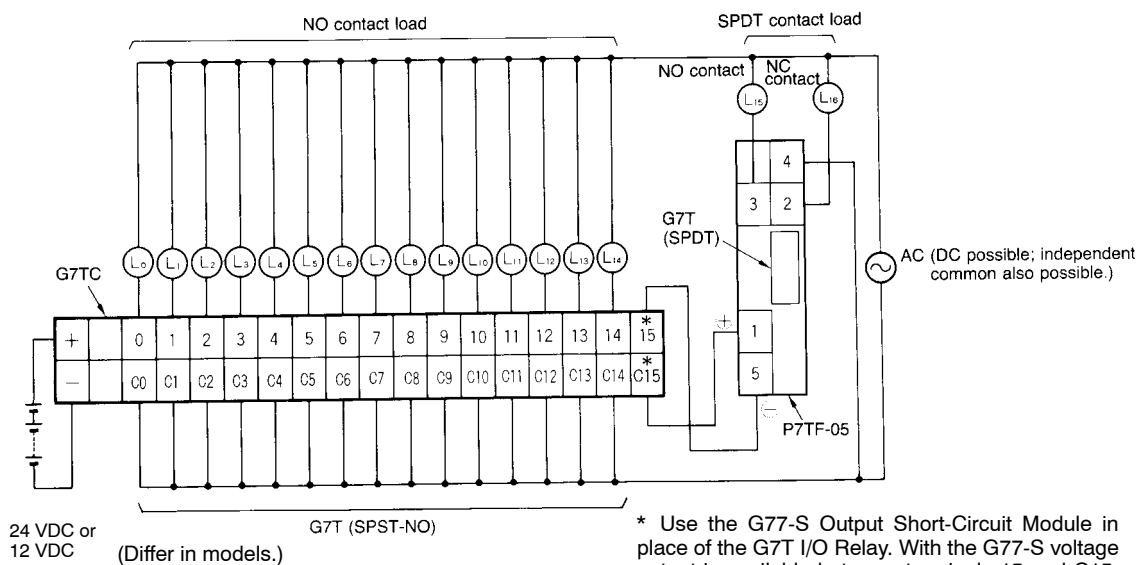 NO contact load
SPDT contact load
NO contact
NC contact
L15 L16
4
3 2
G7T (SPDT)
1
5
P7TF-05
AC (DC possible; independent common also possible.)
G7TC
L0 L1 L2 L3 L4 L5 L6 L7 L8 L9 L10 L11 L12 L13 L14
+ 0 1 2 3 4 5 6 7 8 9 10 11 12 13 14 * 15
− C0 C1 C2 C3 C4 C5 C6 C7 C8 C9 C10 C11 C12 C13 C14 * C15
+
−
G7T (SPST-NO)
24 VDC or
12 VDC
(Differ in models.)
* Use the G77-S Output Short-Circuit Module in
place of the G7T I/O Relay. With the G77-S voltage